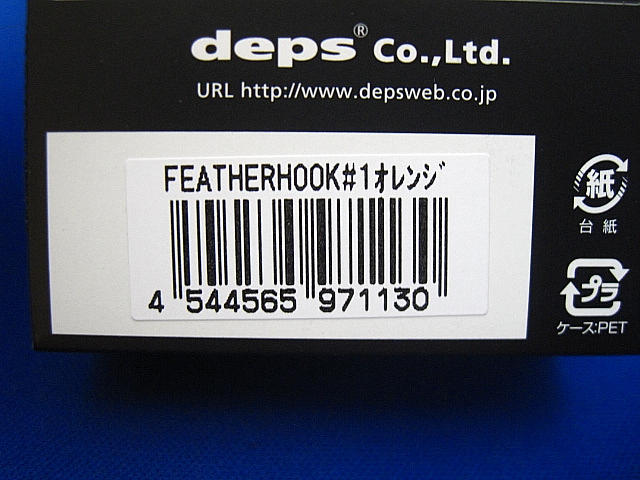 deps® Co.,Ltd.
URL http://www.depsweb.co.jp
FEATHERHOOK#1ｵﾚﾝｼﾞ
4 544565 971130
紙
台紙
プラ
ケース:PET